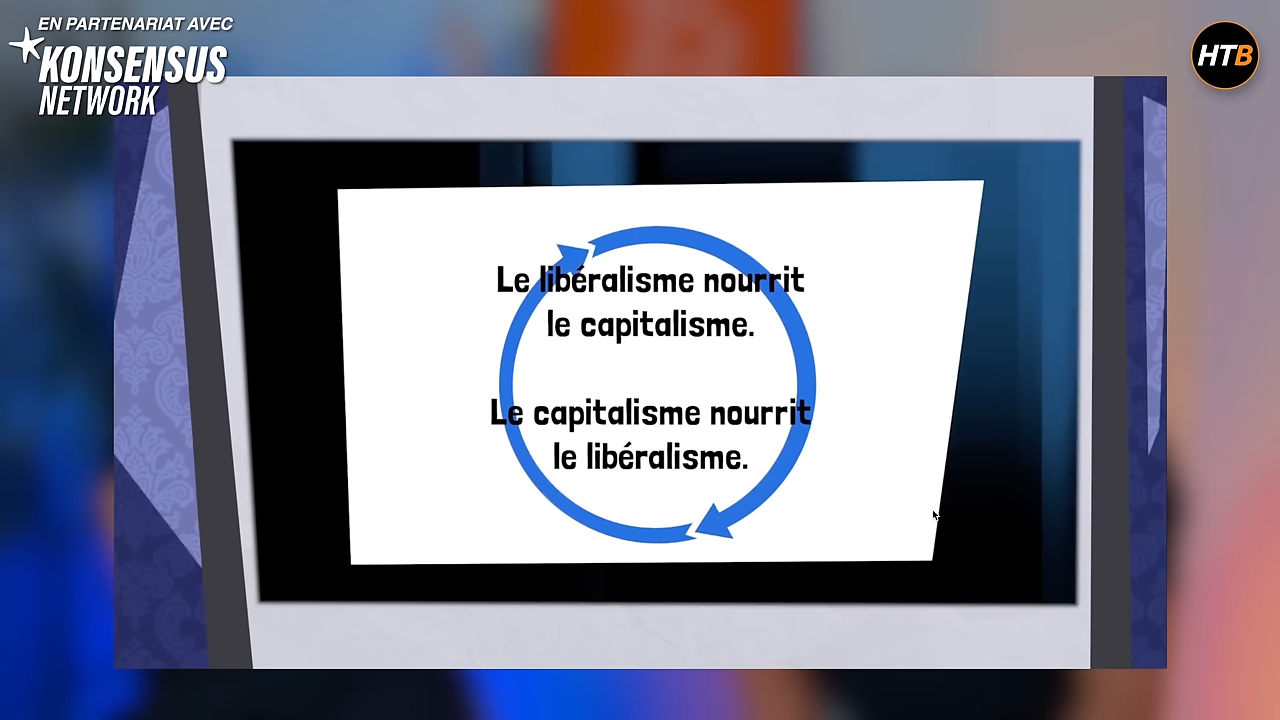 EN PARTENARIAT AVEC
KONSENSUS
NETWORK
HTB
Le libéralisme nourrit
le capitalisme.
Le capitalisme nourrit
le libéralisme.